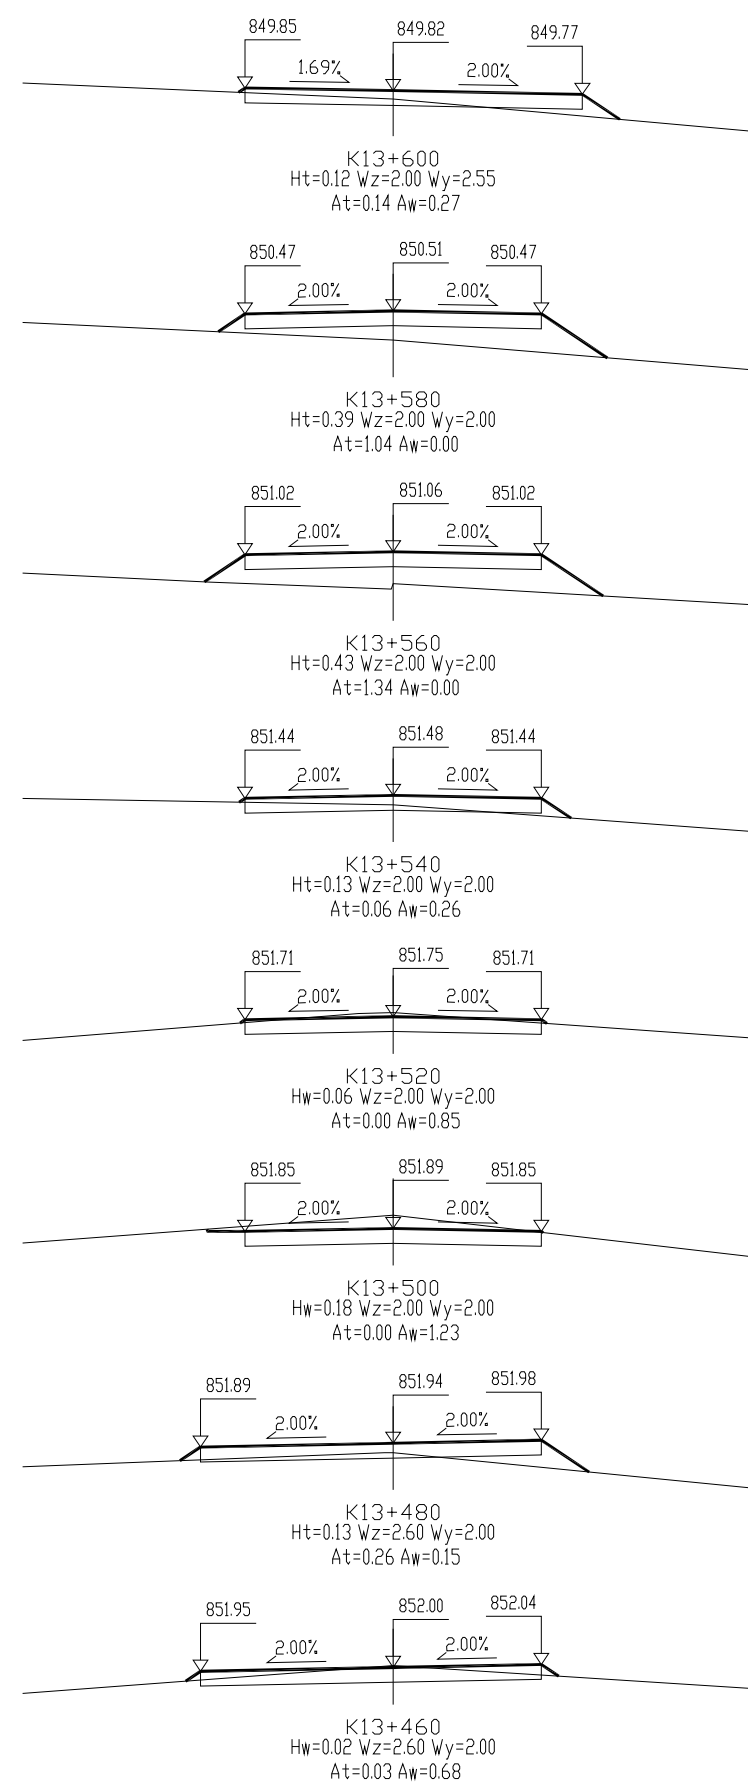 849.85 849.82 849.77
1.69% 2.00%
K13+600
Ht=0.12 Wz=2.00 Wy=2.55
At=0.14 Aw=0.27
850.47 850.51 850.47
2.00% 2.00%
K13+580
Ht=0.39 Wz=2.00 Wy=2.00
At=1.04 Aw=0.00
851.02 851.06 851.02
2.00% 2.00%
K13+560
Ht=0.43 Wz=2.00 Wy=2.00
At=1.34 Aw=0.00
851.44 851.48 851.44
2.00% 2.00%
K13+540
Ht=0.13 Wz=2.00 Wy=2.00
At=0.06 Aw=0.26
851.71 851.75 851.71
2.00% 2.00%
K13+520
Hw=0.06 Wz=2.00 Wy=2.00
At=0.00 Aw=0.85
851.85 851.89 851.85
2.00% 2.00%
K13+500
Hw=0.18 Wz=2.00 Wy=2.00
At=0.00 Aw=1.23
851.89 851.94 851.98
2.00% 2.00%
K13+480
Ht=0.13 Wz=2.60 Wy=2.00
At=0.26 Aw=0.15
851.95 852.00 852.04
2.00% 2.00%
K13+460
Hw=0.02 Wz=2.60 Wy=2.00
At=0.03 Aw=0.68